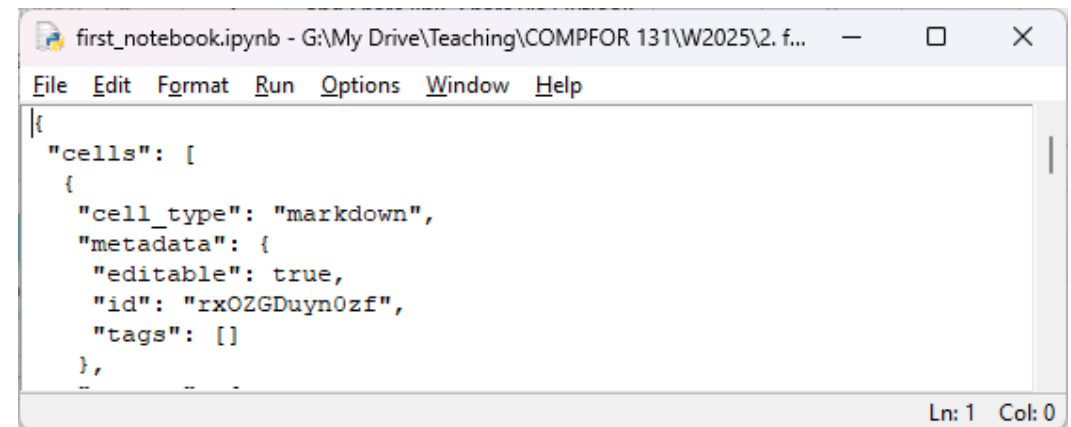 first_notebook.ipynb - G:\My Drive\Teaching\COMPFOR 131\W2025\2. f...
File Edit Format Run Options Window Help
{
"cells": [
{
"cell_type": "markdown",
"metadata": {
"editable": true,
"id": "rxOZGDuyn0zf",
"tags": []
},
Ln: 1 Col: 0